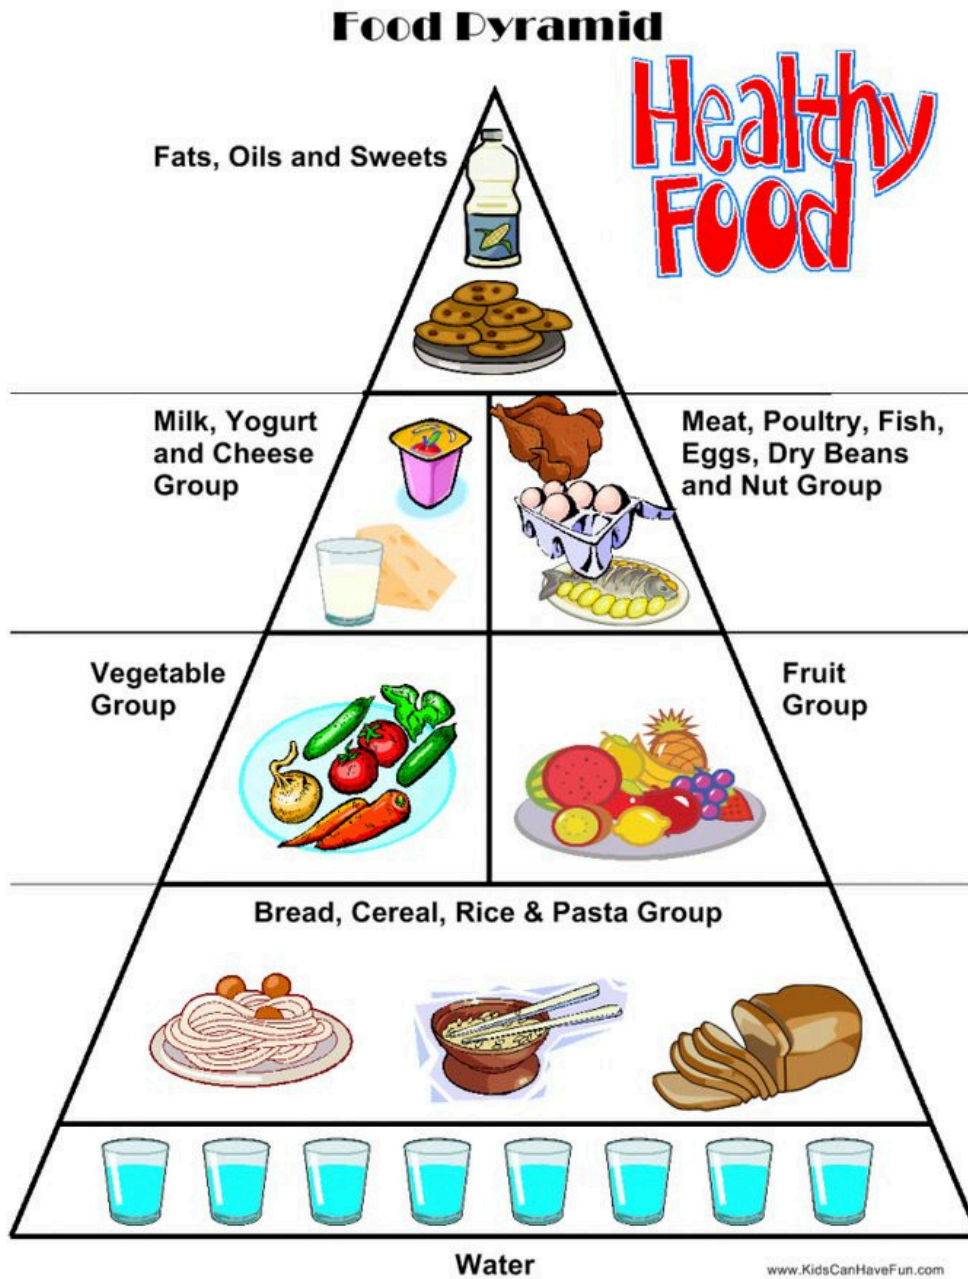 Food Pyramid
Healthy
Food
Fats, Oils and Sweets
Milk, Yogurt
and Cheese
Group
Meat, Poultry, Fish,
Eggs, Dry Beans
and Nut Group
Vegetable
Group
Fruit
Group
Bread, Cereal, Rice & Pasta Group
Water
www.KidsCanHaveFun.com